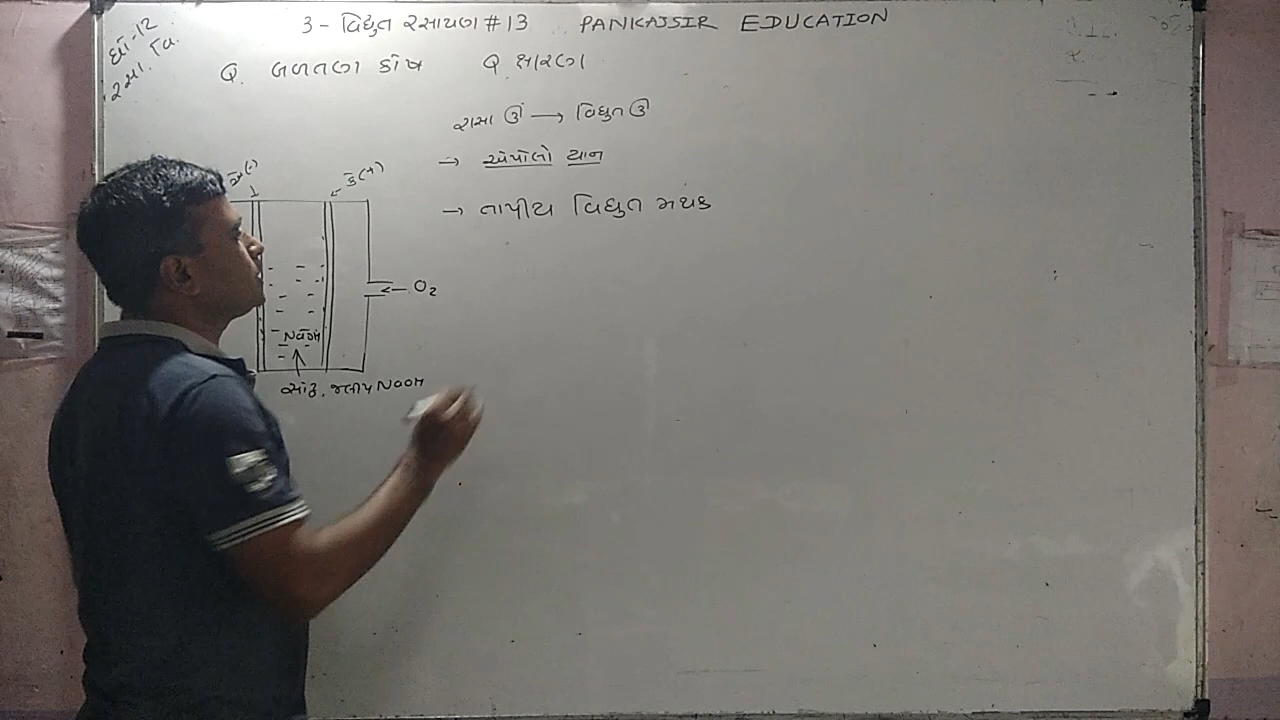 ધો-12
રસા. વિ.
3 - વિદ્યુત રસાયણ #13 PANKAJSIR EDUCATION
Q. બળતણ કોષ Q. ક્ષારણ
રાસા ઊ → વિદ્યુત ઊ
→ એપોલો યાન
→ તાપીય વિદ્યુત મથક
એ(-) કે(+)
← O2
NaOH
સાંદ્ર. જલીય NaOH